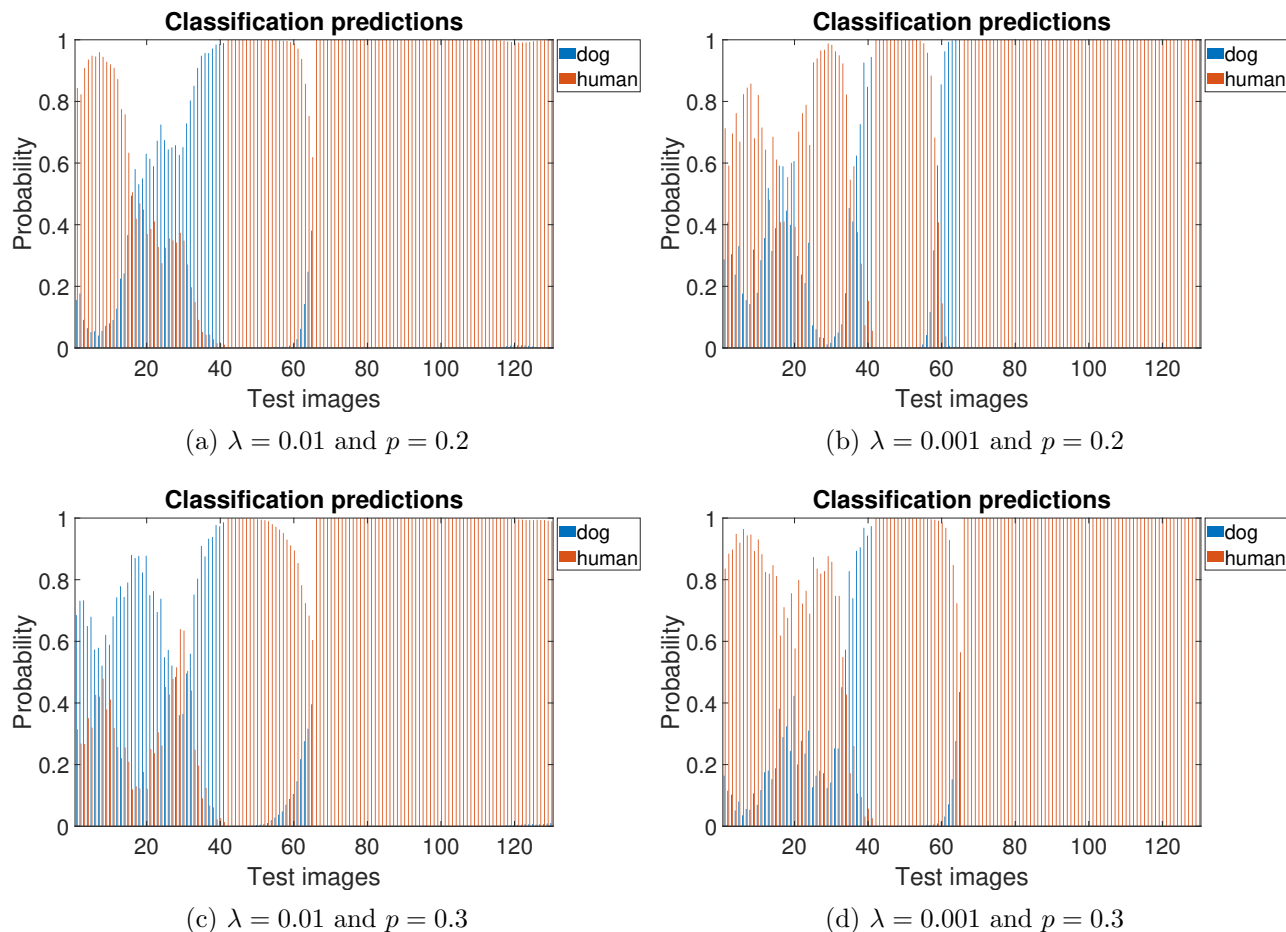 Classification predictions
1
0.8
0.6
0.4
0.2
0
Probability
20 40 60 80 100 120
Test images
dog
human
(a) λ = 0.01 and p = 0.2
Classification predictions
1
0.8
0.6
0.4
0.2
0
Probability
20 40 60 80 100 120
Test images
dog
human
(b) λ = 0.001 and p = 0.2
Classification predictions
1
0.8
0.6
0.4
0.2
0
Probability
20 40 60 80 100 120
Test images
dog
human
(c) λ = 0.01 and p = 0.3
Classification predictions
1
0.8
0.6
0.4
0.2
0
Probability
20 40 60 80 100 120
Test images
dog
human
(d) λ = 0.001 and p = 0.3